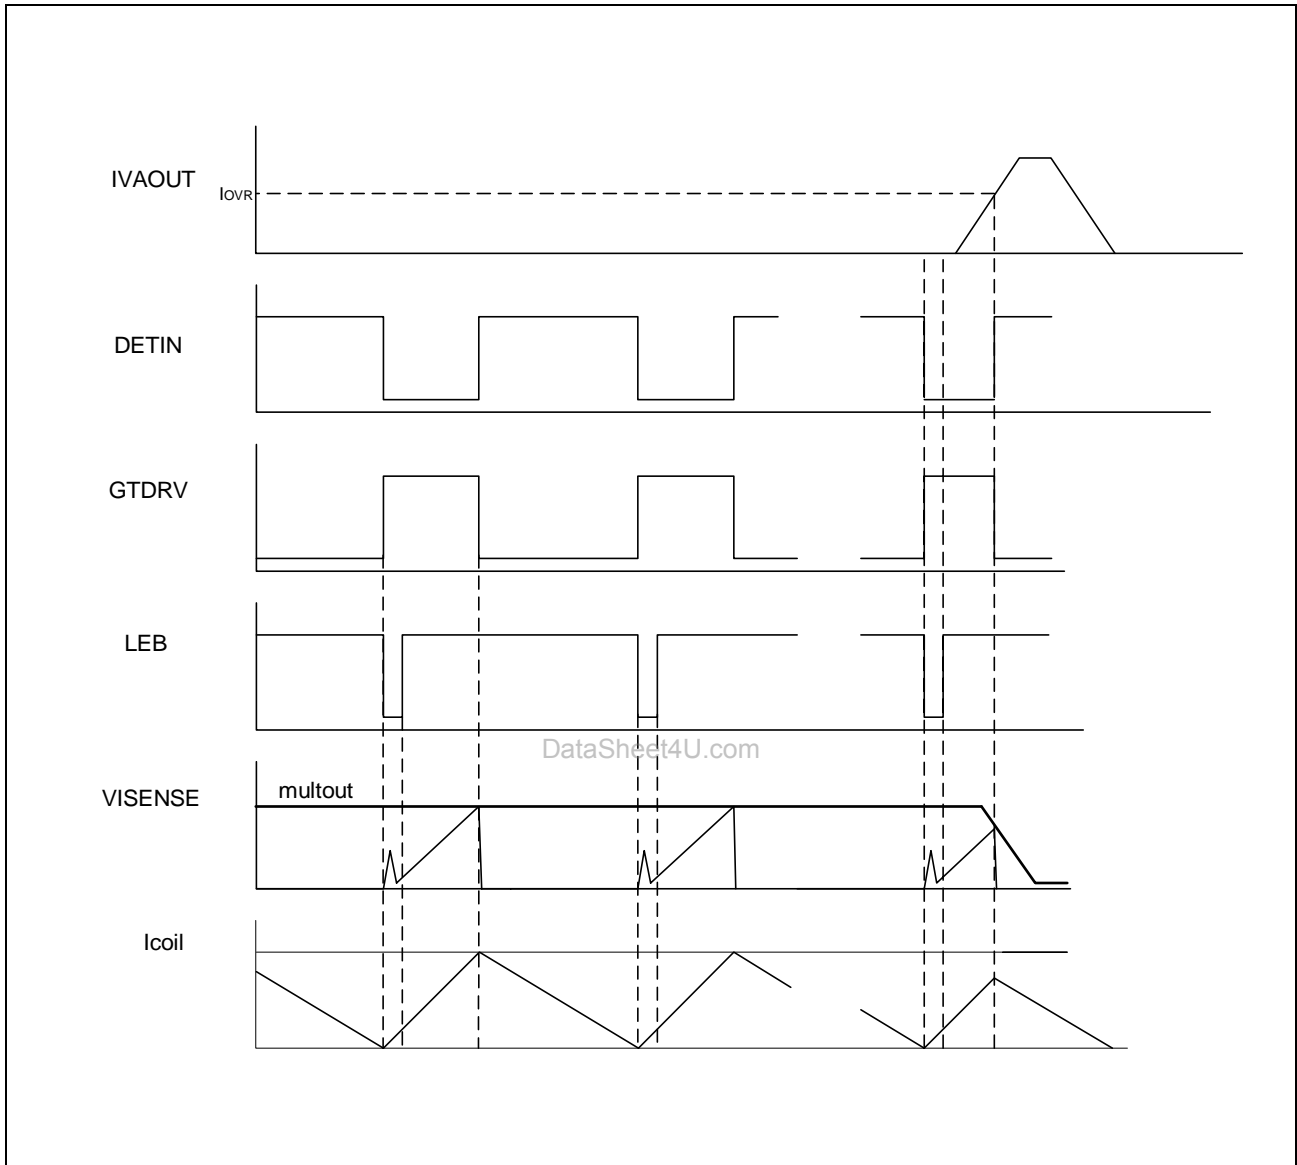 IVAOUT
IOVR
DETIN
GTDRV
LEB
DataSheet4U.com
VISENSE
multout
Icoil